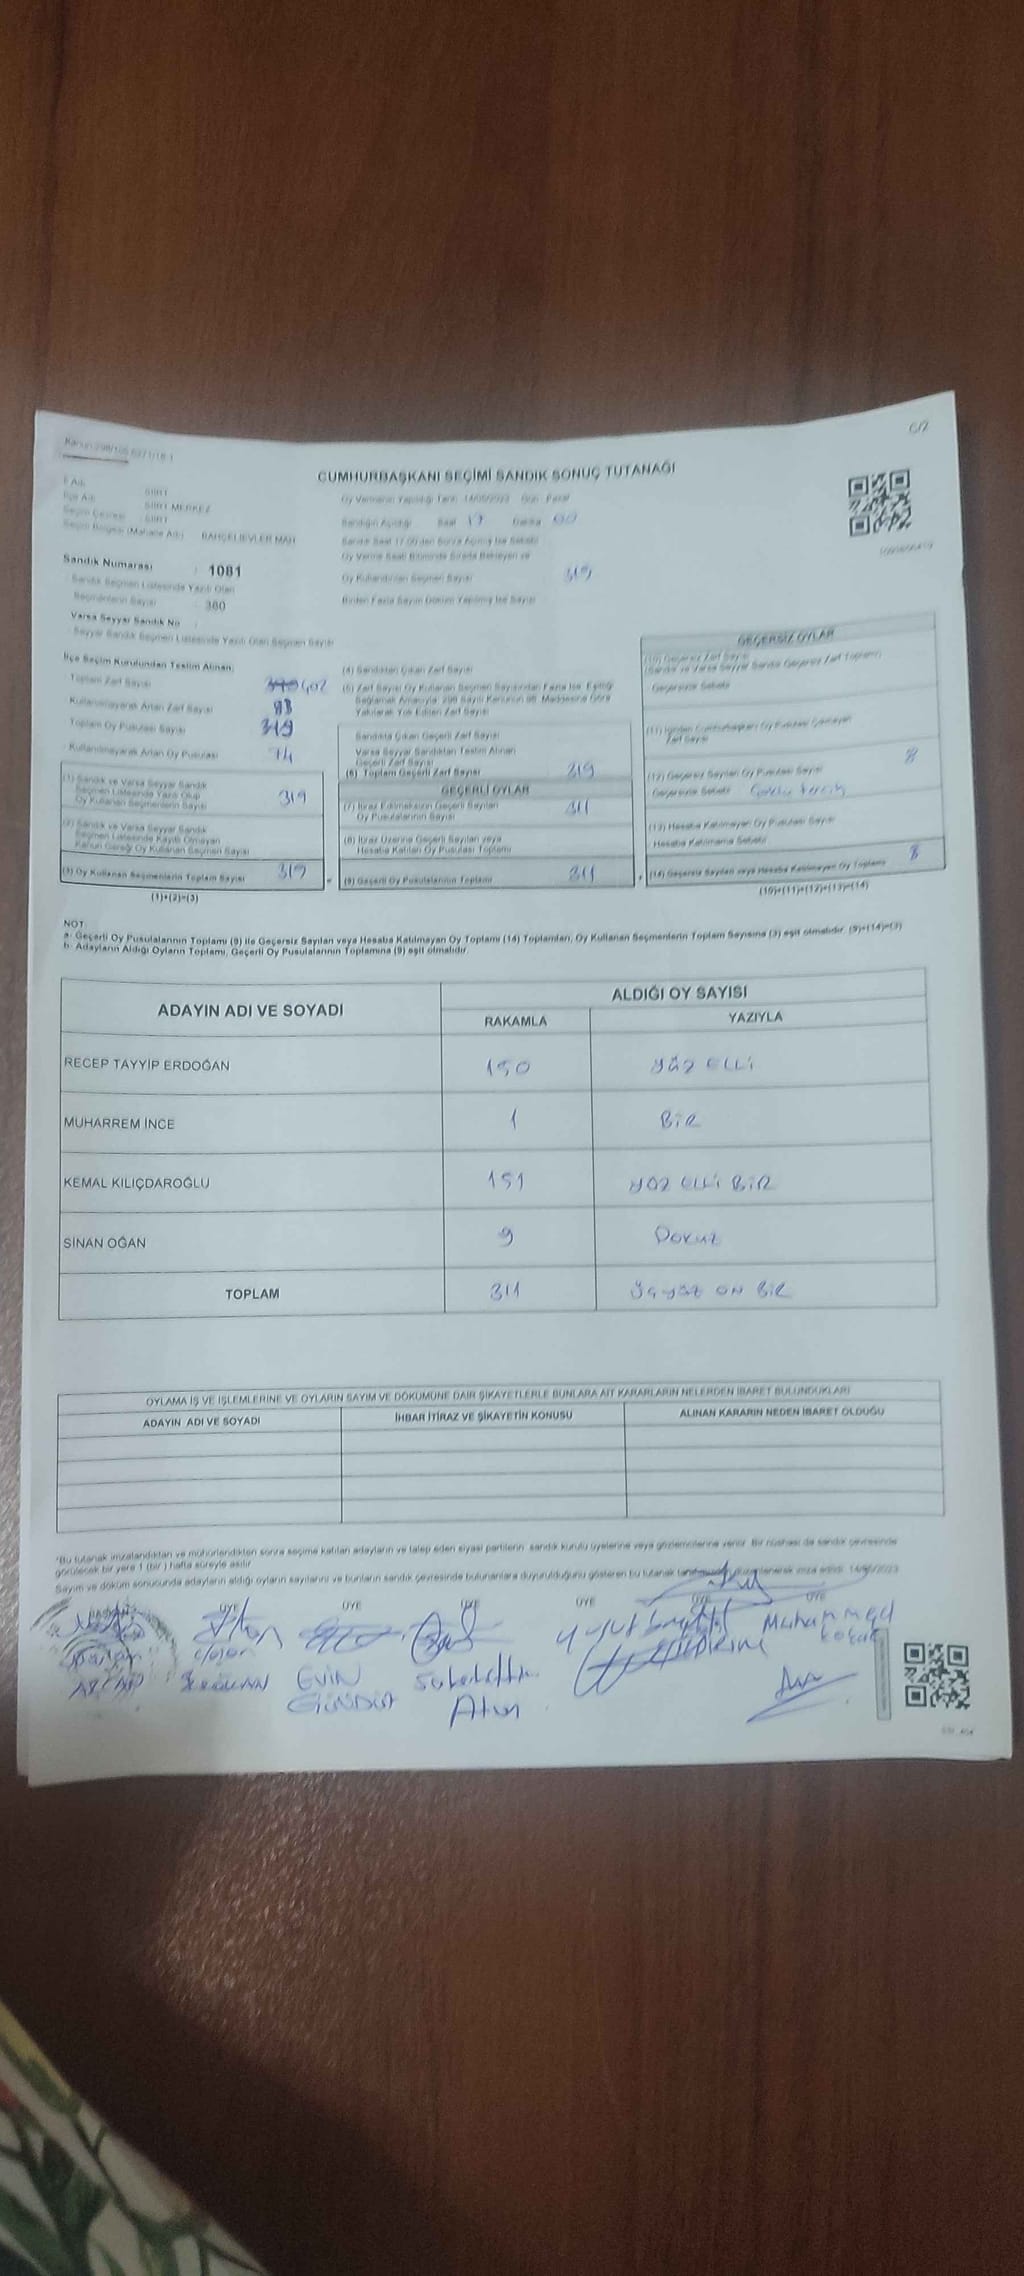 C/2
CUMHURBAŞKANI SEÇİMİ SANDIK SONUÇ TUTANAĞI
İl Adı : SİİRT
İlçe Adı : SİİRT MERKEZ
Seçim Çevresi : SİİRT
Seçim Bölgesi (Mahalle Adı) : BAHÇELİEVLER MAH
Oy Vermenin Yapıldığı Tarih : 14/05/2023 Gün : Pazar
Sandığın Açıldığı Saat 17 Dakika 00
Sandık Saat 17.00'den Sonra Açılmış İse Sebebi
Oy Verme Saati Bitiminde Sırada Bekleyen ve
Oy Kullandırılan Seçmen Sayısı 319
Birden Fazla Sayım Döküm Yapılmış İse Sayısı
Sandık Numarası : 1081
Sandık Seçmen Listesinde Yazılı Olan
Seçmenlerin Sayısı : 380
Varsa Seyyar Sandık No :
Seyyar Sandık Seçmen Listesinde Yazılı Olan Seçmen Sayısı
İlçe Seçim Kurulundan Teslim Alınan;
Toplam Zarf Sayısı 402
Kullanılmayarak Artan Zarf Sayısı 83
Toplam Oy Pusulası Sayısı
Kullanılmayarak Artan Oy Pusulası 74
(1) Sandık ve Varsa Seyyar Sandık
Seçmen Listesinde Yazılı Olup
Oy Kullanan Seçmenlerin Sayısı 319
(2) Sandık ve Varsa Seyyar Sandık
Seçmen Listesinde Kayıtlı Olmayan
Kanun Gereği Oy Kullanan Seçmen Sayısı
(3) Oy Kullanan Seçmenlerin Toplam Sayısı 319
(1)+(2)=(3)
(4) Sandıktan Çıkan Zarf Sayısı
(5) Zarf Sayısı Oy Kullanan Seçmen Sayısından Fazla İse, Eşitliği
Sağlamak Amacıyla, 298 Sayılı Kanunun 98. Maddesine Göre
Yakılarak Yok Edilen Zarf Sayısı
Sandıkta Çıkan Geçerli Zarf Sayısı
Varsa Seyyar Sandıktan Teslim Alınan
Geçerli Zarf Sayısı
(6) Toplam Geçerli Zarf Sayısı 319
GEÇERLİ OYLAR
(7) İtiraz Edilmeksizin Geçerli Sayılan
Oy Pusulalarının Sayısı 311
(8) İtiraz Üzerine Geçerli Sayılan veya
Hesaba Katılan Oy Pusulası Toplamı
(9) Geçerli Oy Pusulalarının Toplamı 311
GEÇERSİZ OYLAR
(10) Geçersiz Zarf Sayısı
(Sandık ve Varsa Seyyar Sandık Geçersiz Zarf Toplamı)
Geçersizlik Sebebi
(11) İçinden Cumhurbaşkanı Oy Pusulası Çıkmayan
Zarf Sayısı
(12) Geçersiz Sayılan Oy Pusulası Sayısı 8
Geçersizlik Sebebi
(13) Hesaba Katılmayan Oy Pusulası Sayısı
Hesaba Katılmama Sebebi
(14) Geçersiz Sayılan veya Hesaba Katılmayan Oy Toplamı 8
(10)+(11)+(12)+(13)=(14)
NOT:
a- Geçerli Oy Pusulalarının Toplamı (9) ile Geçersiz Sayılan veya Hesaba Katılmayan Oy Toplamı (14) Toplamları, Oy Kullanan Seçmenlerin Toplam Sayısına (3) eşit olmalıdır. (9)+(14)=(3)
b- Adayların Aldığı Oyların Toplamı, Geçerli Oy Pusulalarının Toplamına (9) eşit olmalıdır.
ADAYIN ADI VE SOYADI ALDIĞI OY SAYISI
RAKAMLA YAZIYLA
RECEP TAYYİP ERDOĞAN 150 YÜZ ELLİ
MUHARREM İNCE 1 BİR
KEMAL KILIÇDAROĞLU 151 YÜZ ELLİ BİR
SİNAN OĞAN 9 DOKUZ
TOPLAM 311 ÜÇYÜZ ON BİR
OYLAMA İŞ VE İŞLEMLERİNE VE OYLARIN SAYIM VE DÖKÜMÜNE DAİR ŞİKAYETLERLE BUNLARA AİT KARARLARIN NELERDEN İBARET BULUNDUKLARI
ADAYIN ADI VE SOYADI İHBAR İTİRAZ VE ŞİKAYETİN KONUSU ALINAN KARARIN NEDEN İBARET OLDUĞU
*Bu tutanak imzalandıktan ve mühürlendikten sonra seçime katılan adayların ve talep eden siyasi partilerin sandık kurulu üyelerine veya gözlemcilerine verilir. Bir nüshası da sandık çevresinde
görülecek bir yere 1 (bir) hafta süreyle asılır.
Sayım ve döküm sonucunda adayların aldığı oyların sayılarını ve bunların sandık çevresinde bulunanlara duyurulduğunu gösteren bu tutanak imza edildi. 14/05/2023
ÜYE ÜYE ÜYE ÜYE ÜYE ÜYE
EVİN
GÜNDÜZ
Sabahattin
Muhammed
YILDIRIM